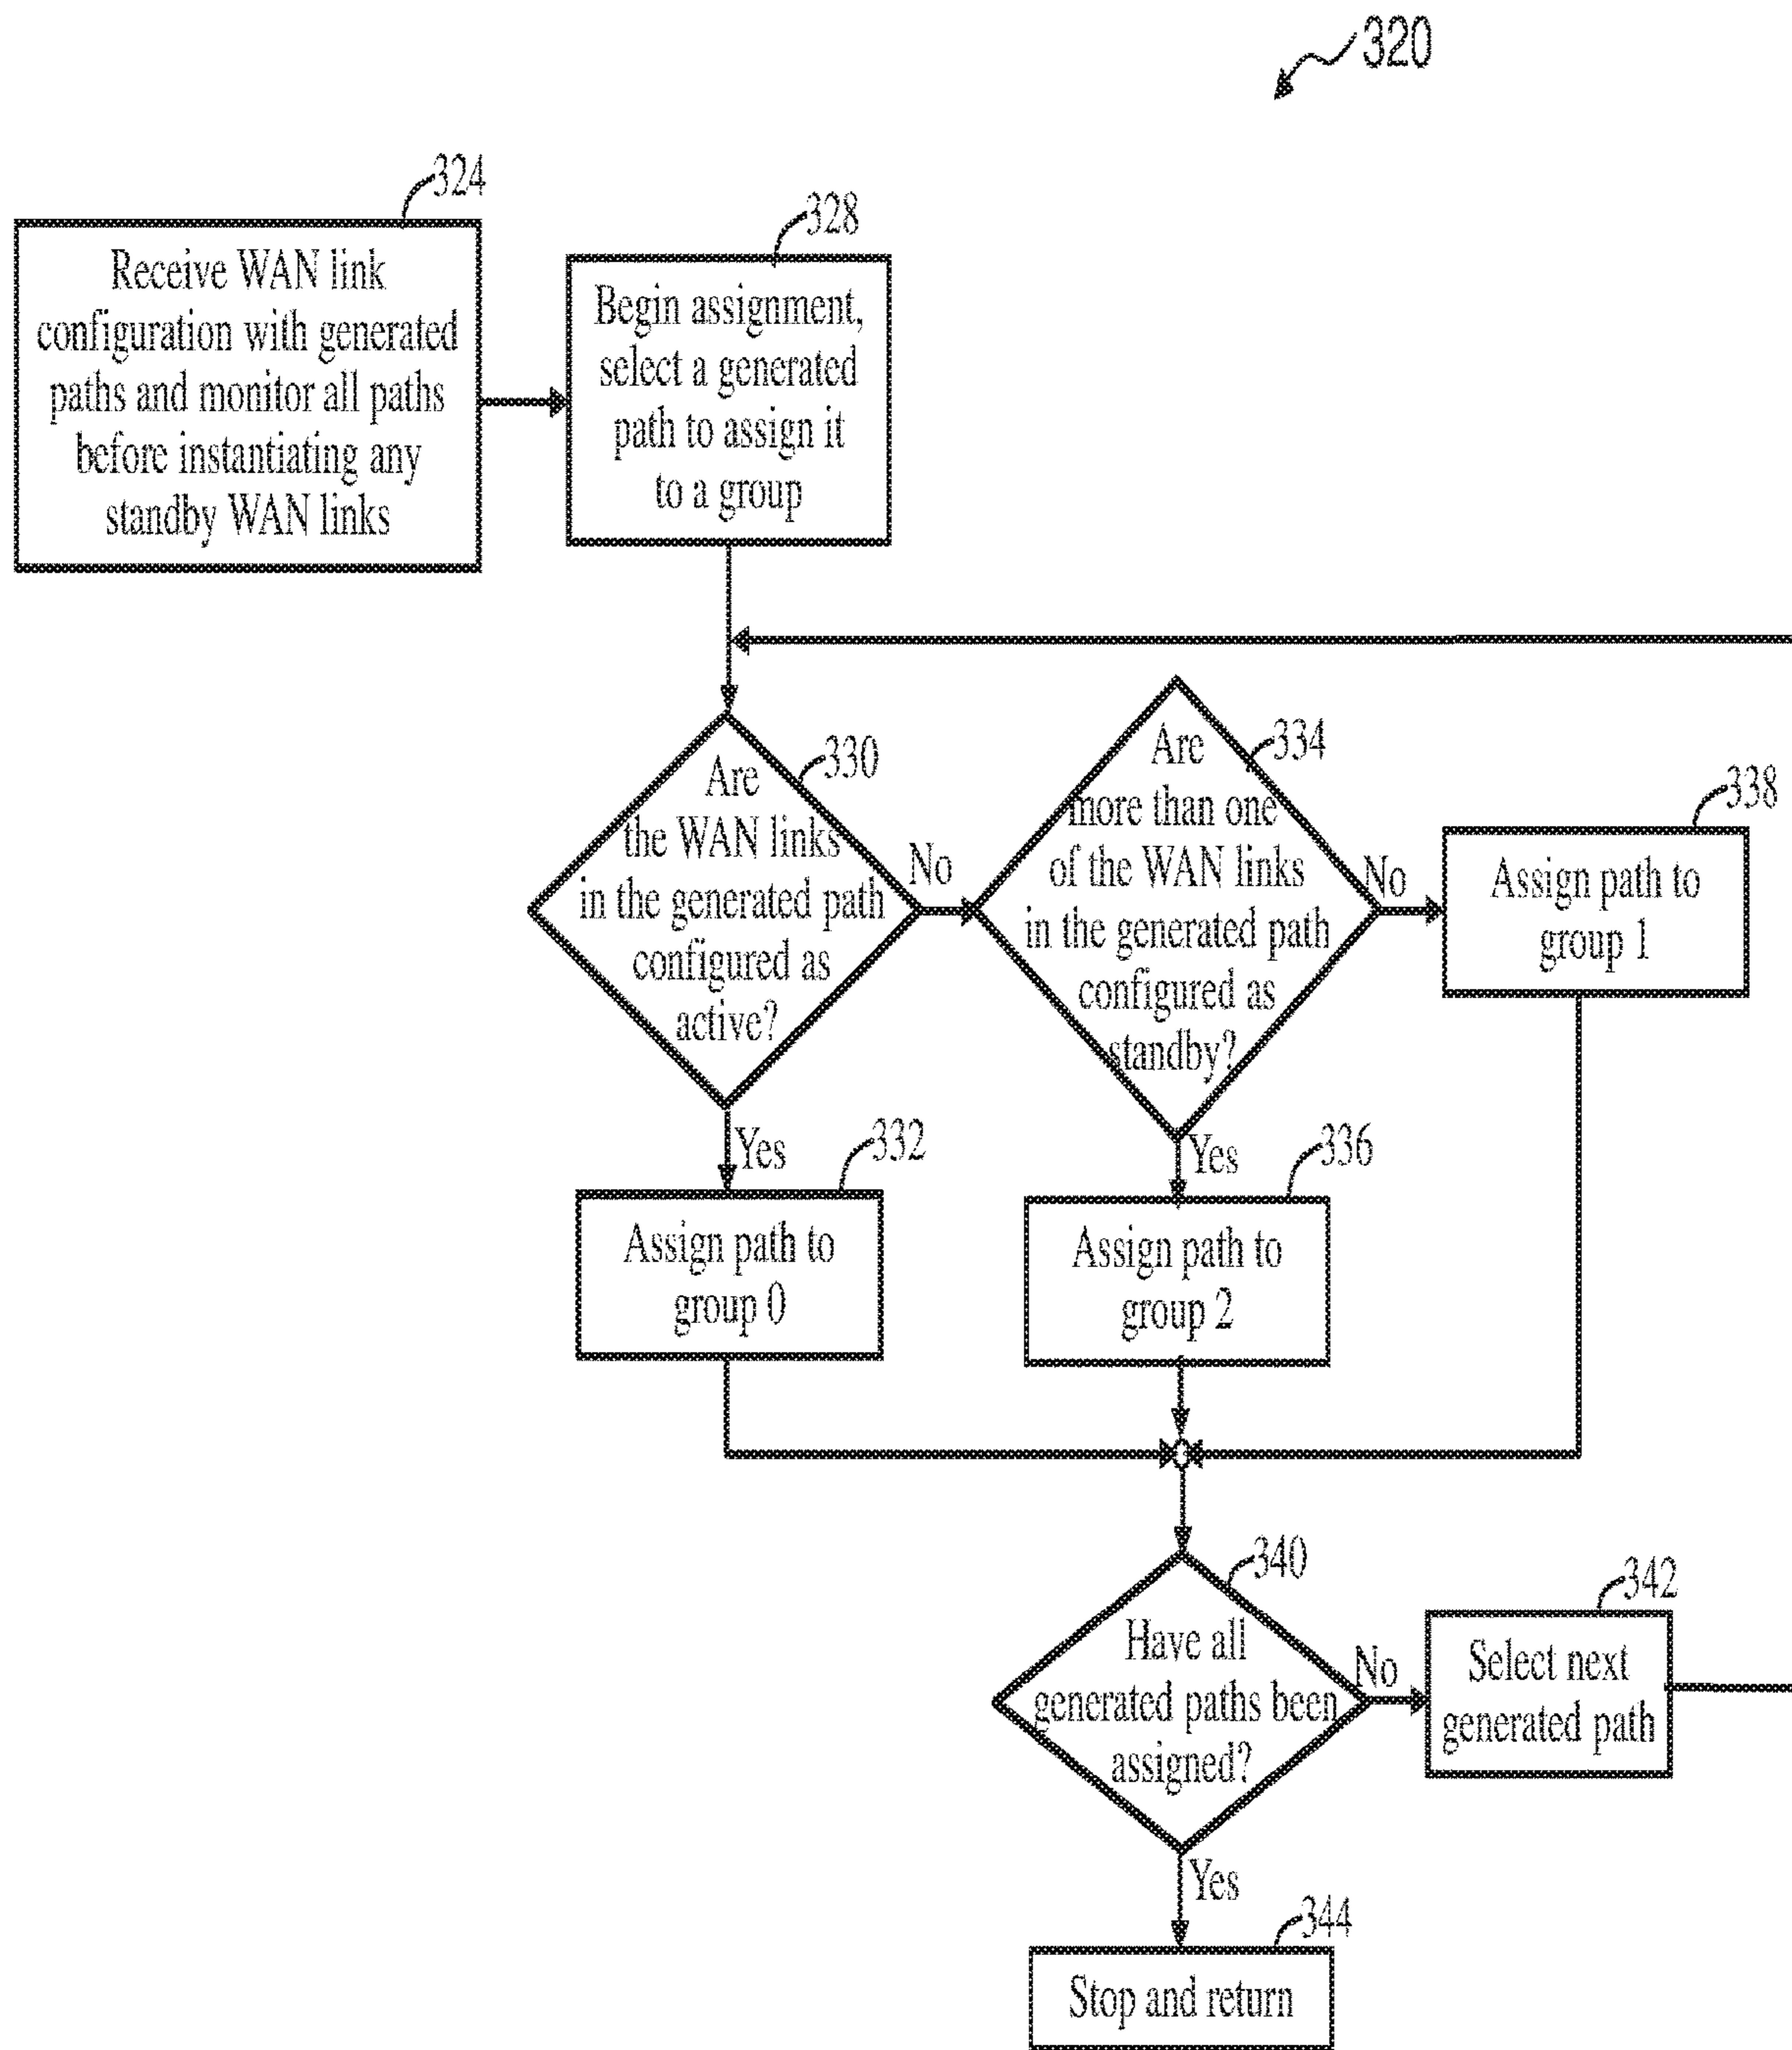 320
324
Receive WAN link
configuration with generated
paths and monitor all paths
before instantiating any
standby WAN links
328
Begin assignment,
select a generated
path to assign it
to a group
330
Are
the WAN links
in the generated path
configured as
active?
No
334
Are
more than one
of the WAN links
in the generated path
configured as
standby?
No
338
Assign path to
group 1
Yes
332
Assign path to
group 0
Yes
336
Assign path to
group 2
340
Have all
generated paths been
assigned?
No
342
Select next
generated path
Yes
344
Stop and return